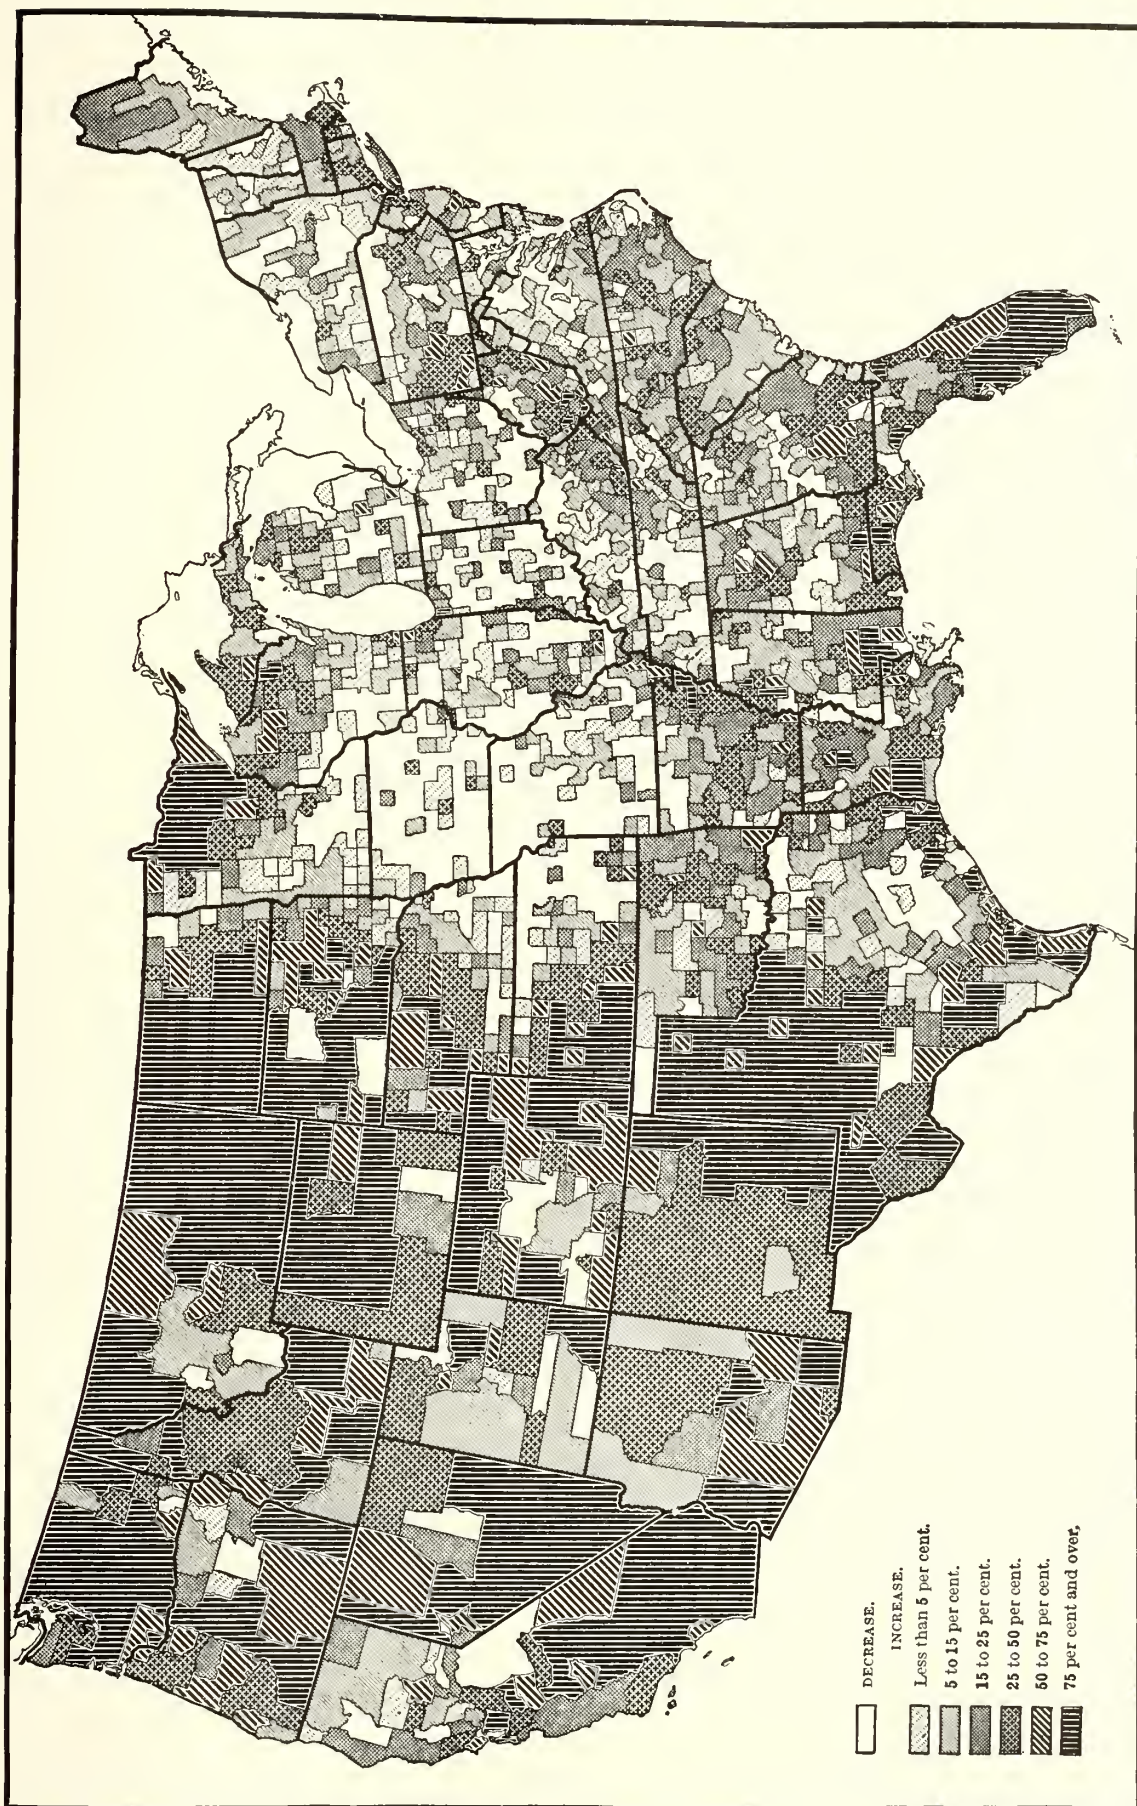 DECREASE.
INCREASE.
Less than 5 per cent.
5 to 15 per cent.
15 to 25 per cent.
25 to 50 per cent.
50 to 75 per cent.
75 per cent and over,